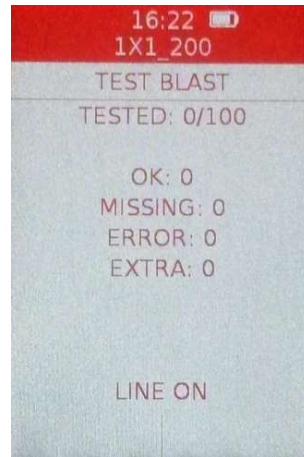 16:22
1X1_200
TEST BLAST
TESTED: 0/100
OK: 0
MISSING: 0
ERROR: 0
EXTRA: 0
LINE ON